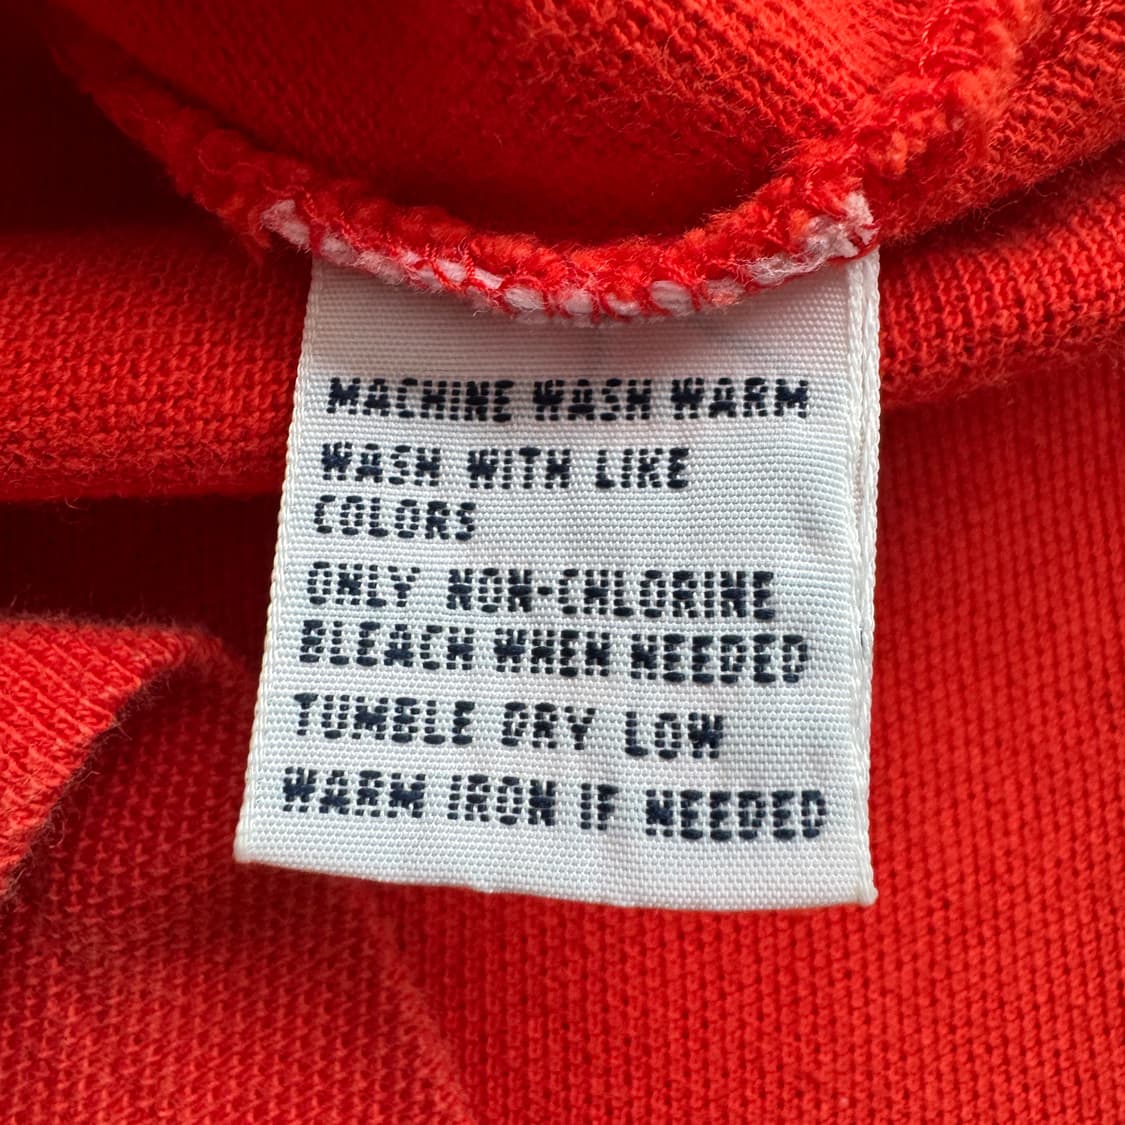 MACHINE WASH WARM
WASH WITH LIKE
COLORS
ONLY NON-CHLORINE
BLEACH WHEN NEEDED
TUMBLE DRY LOW
WARM IRON IF NEEDED